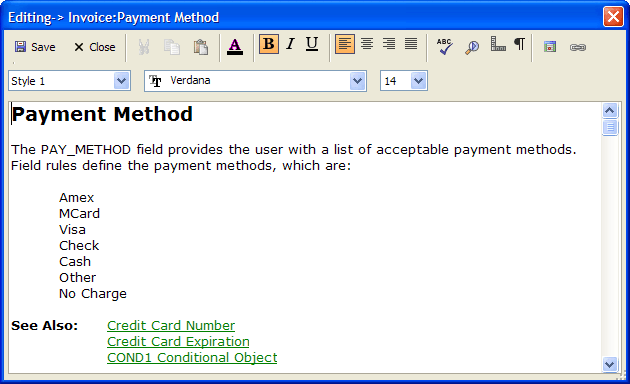 Editing-> Invoice:Payment Method
Save Close A B I U ABC ¶
Style 1 Verdana 14
Payment Method
The PAY_METHOD field provides the user with a list of acceptable payment methods.
Field rules define the payment methods, which are:
Amex
MCard
Visa
Check
Cash
Other
No Charge
See Also: Credit Card Number
Credit Card Expiration
COND1 Conditional Object